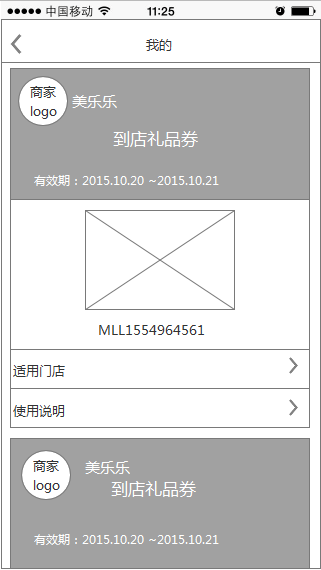 中国移动 11:25
我的
商家
logo
美乐乐
到店礼品券
有效期：2015.10.20 ~2015.10.21
MLL1554964561
适用门店
使用说明
商家
logo
美乐乐
到店礼品券
有效期：2015.10.20 ~2015.10.21